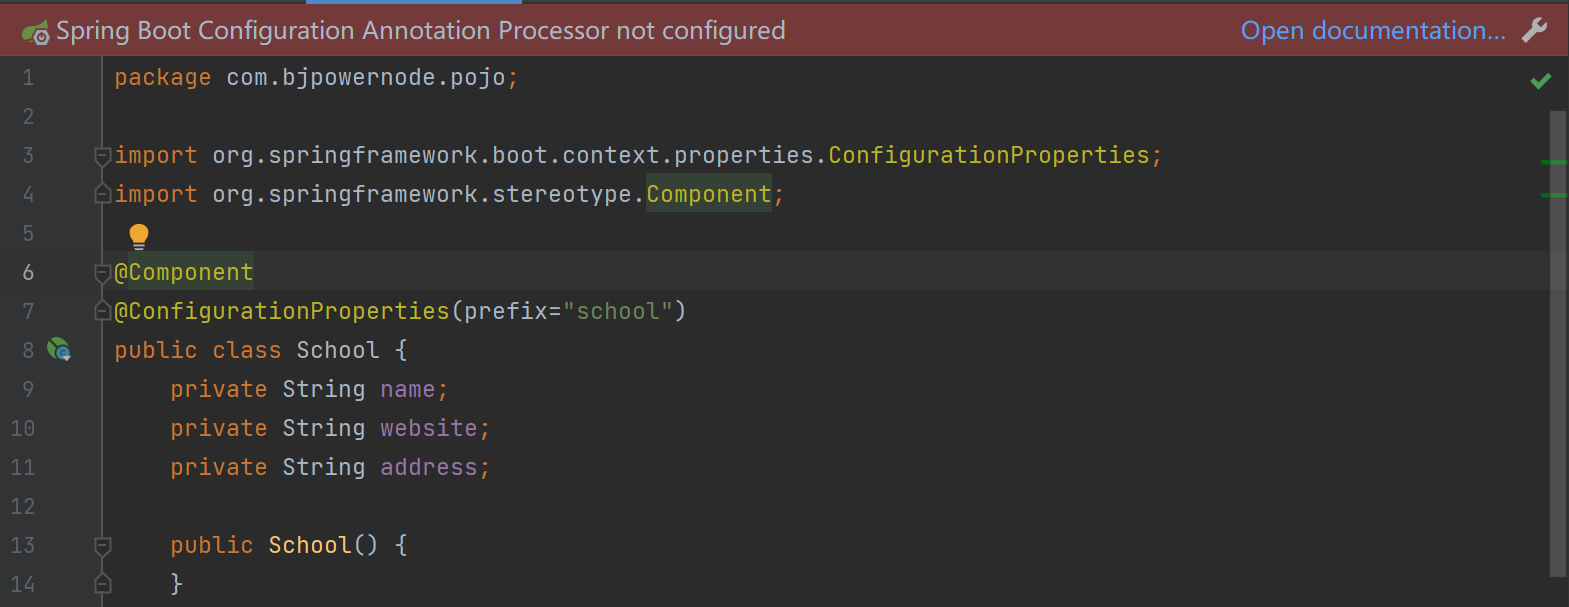 Spring Boot Configuration Annotation Processor not configured Open documentation...
1 package com.bjpowernode.pojo;
2
3 import org.springframework.boot.context.properties.ConfigurationProperties;
4 import org.springframework.stereotype.Component;
5
6 @Component
7 @ConfigurationProperties(prefix="school")
8 public class School {
9     private String name;
10     private String website;
11     private String address;
12
13     public School() {
14     }